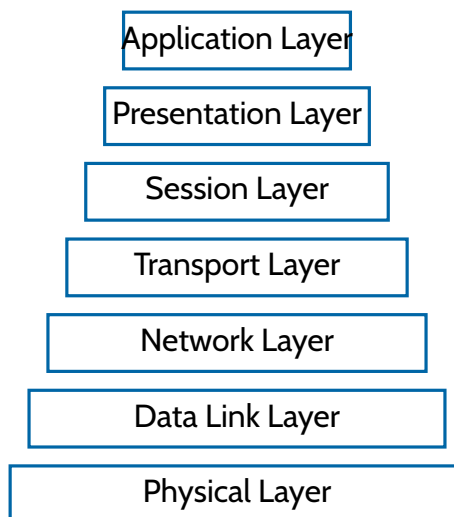 Application Layer
Presentation Layer
Session Layer
Transport Layer
Network Layer
Data Link Layer
Physical Layer